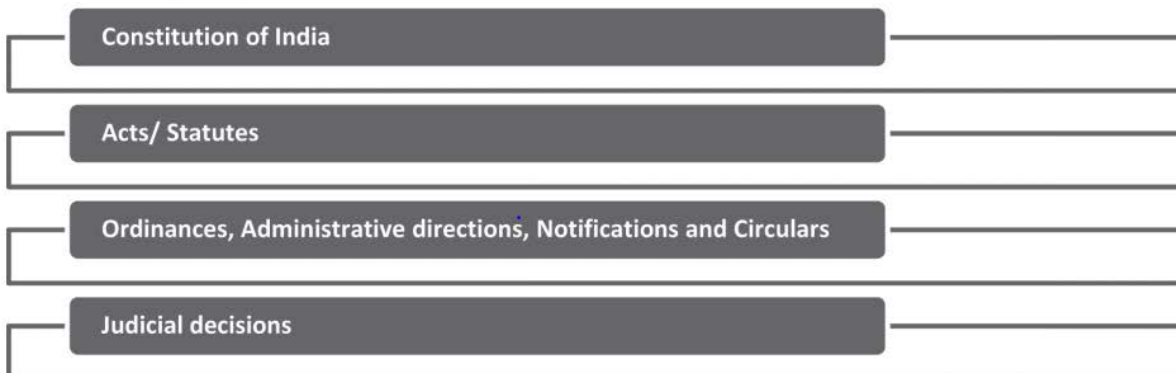 Constitution of India
Acts/ Statutes
Ordinances, Administrative directions, Notifications and Circulars
Judicial decisions